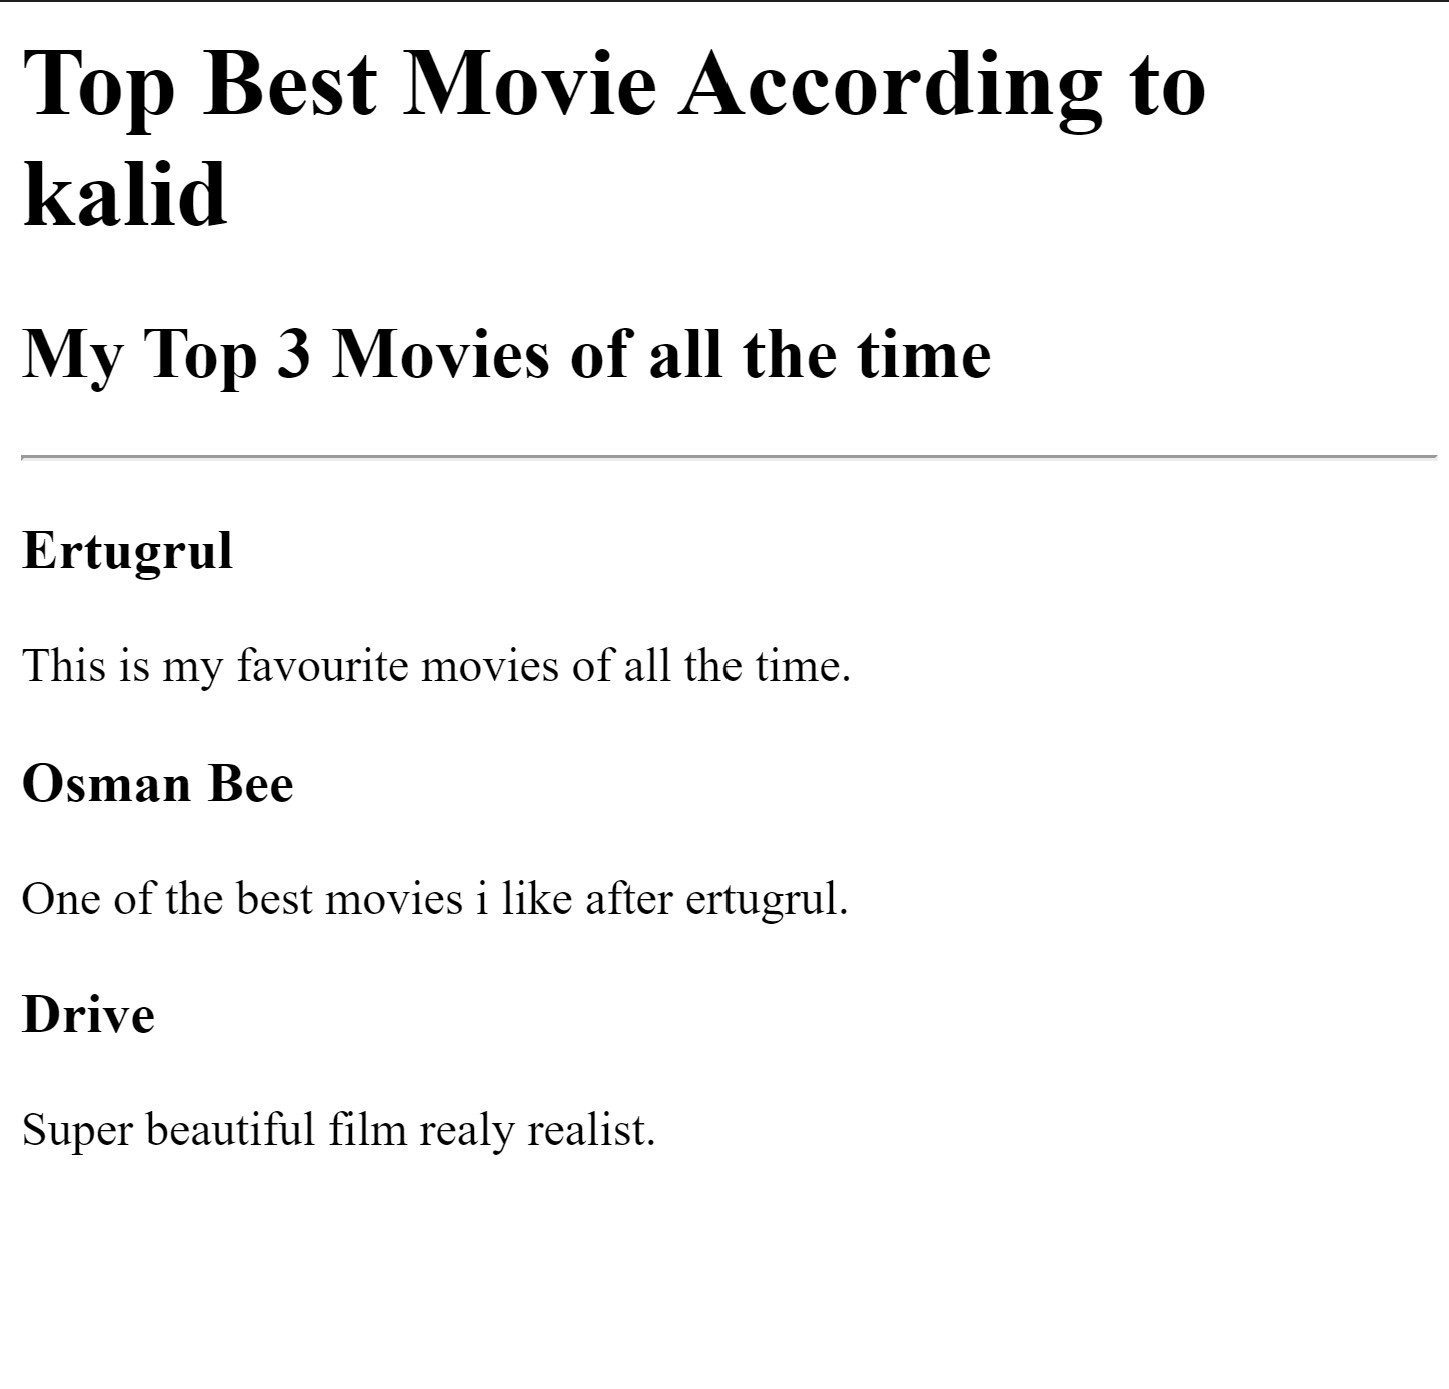 Top Best Movie According to
kalid
My Top 3 Movies of all the time
Ertugrul
This is my favourite movies of all the time.
Osman Bee
One of the best movies i like after ertugrul.
Drive
Super beautiful film realy realist.